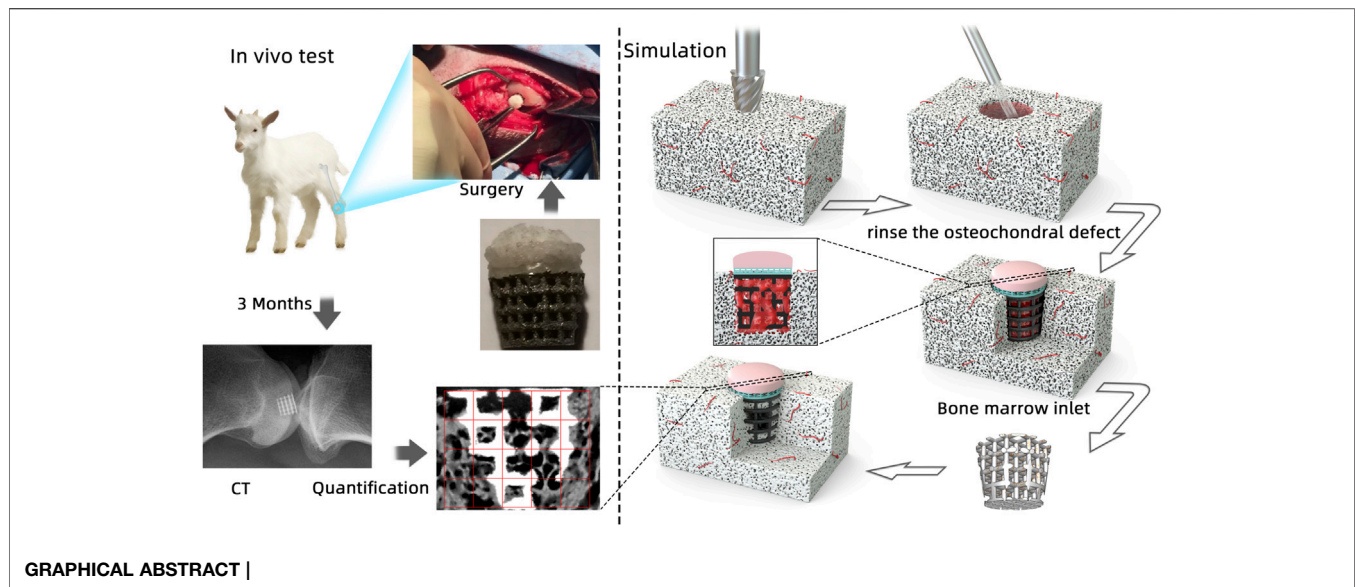 In vivo test
Surgery
3 Months
CT
Quantification
Simulation
rinse the osteochondral defect
Bone marrow inlet
GRAPHICAL ABSTRACT |